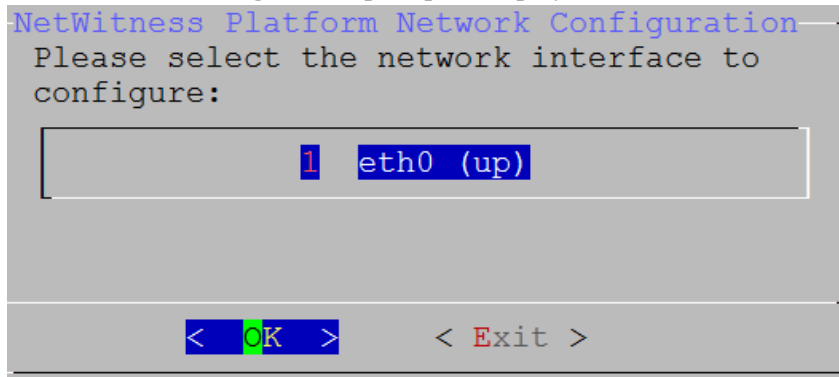 NetWitness Platform Network Configuration
Please select the network interface to
configure:
1 eth0 (up)
< OK > < Exit >